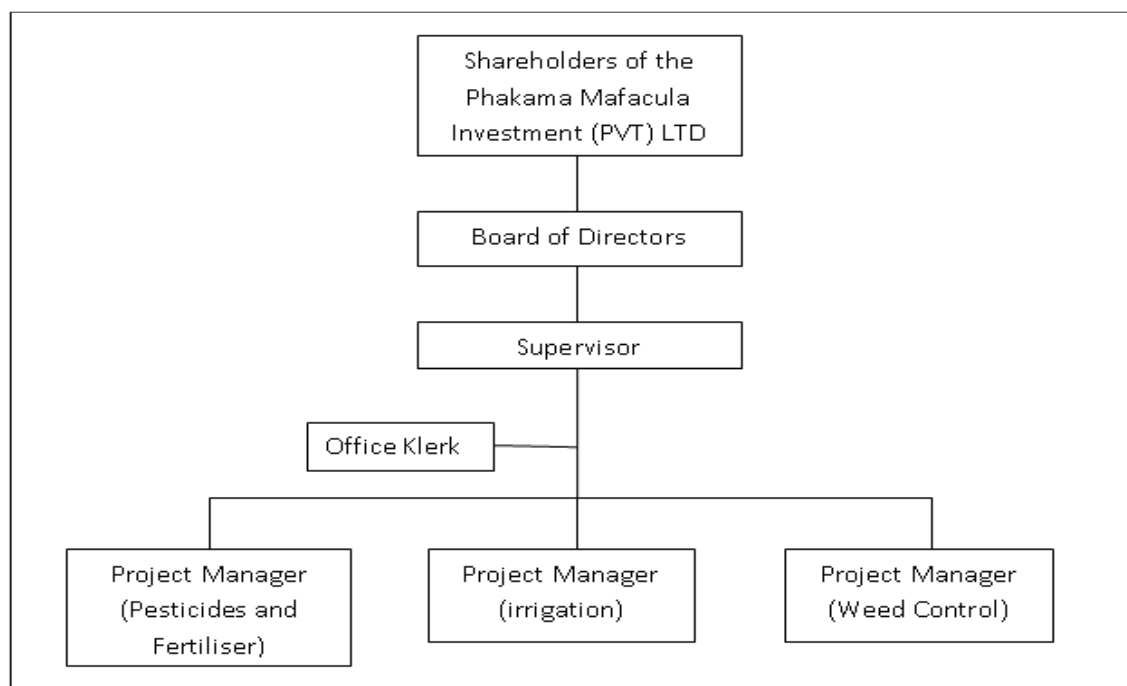 Shareholders of the
Phakama Mafacula
Investment (PVT) LTD
Board of Directors
Supervisor
Office Klerk
Project Manager
(Pesticides and
Fertiliser)
Project Manager
(irrigation)
Project Manager
(Weed Control)